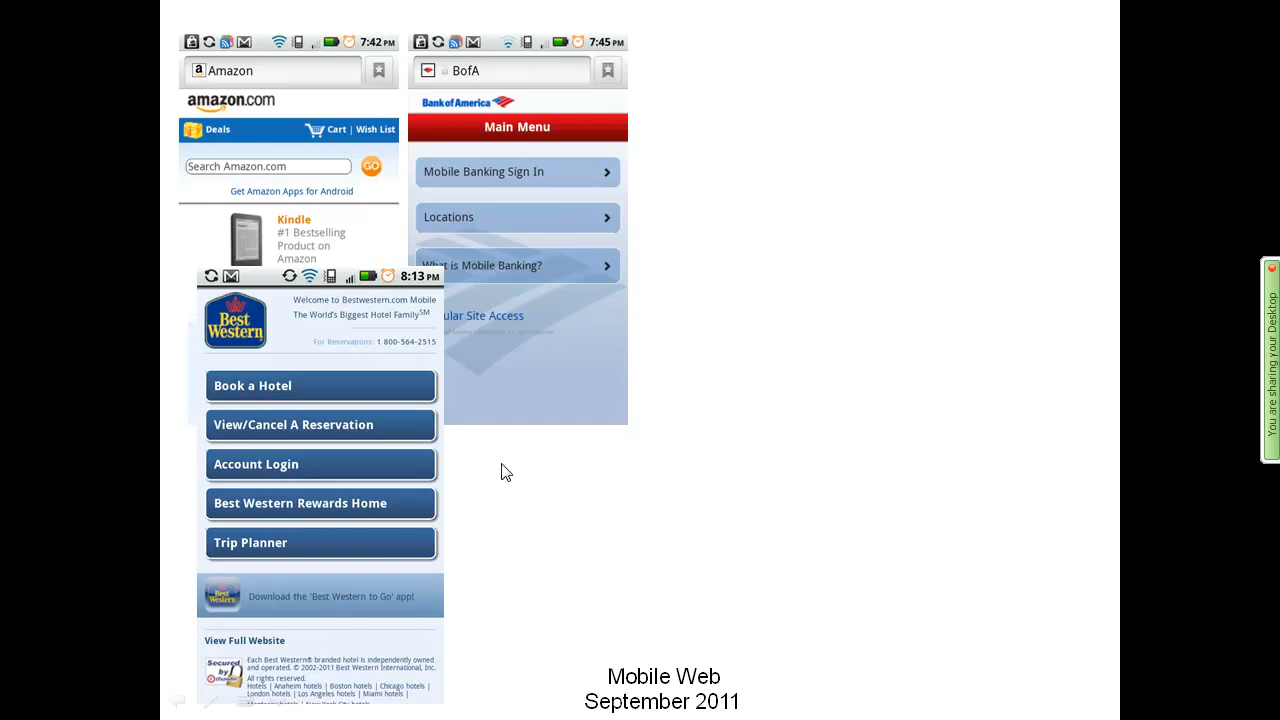 7:42 PM
Amazon
amazon.com
Deals
Cart | Wish List
Search Amazon.com
GO
Get Amazon Apps for Android
Kindle
#1 Bestselling
Product on
Amazon
7:45 PM
BofA
Bank of America
Main Menu
Mobile Banking Sign In
Locations
What is Mobile Banking?
ular Site Access
8:13 PM
Best
Western
Welcome to Bestwestern.com Mobile
The World's Biggest Hotel Family SM
For Reservations: 1 800-564-2515
Book a Hotel
View/Cancel A Reservation
Account Login
Best Western Rewards Home
Trip Planner
Best
Western
Download the 'Best Western to Go' app!
View Full Website
Secured
by
Each Best Western® branded hotel is independently owned
and operated. © 2002-2011 Best Western International, Inc.
All rights reserved.
Hotels | Anaheim hotels | Boston hotels | Chicago hotels |
London hotels | Los Angeles hotels | Miami hotels |
Mobile Web
September 2011
You are sharing your Desktop